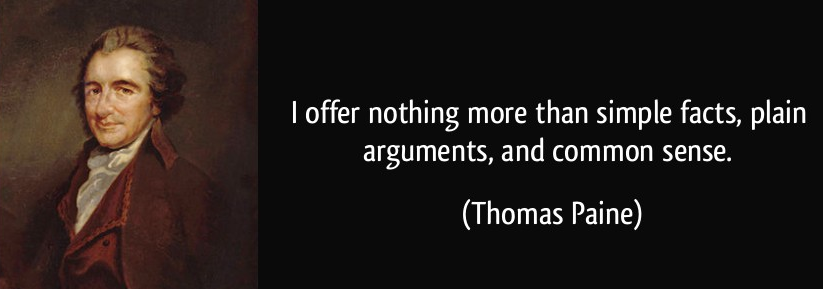 I offer nothing more than simple facts, plain
arguments, and common sense.
(Thomas Paine)